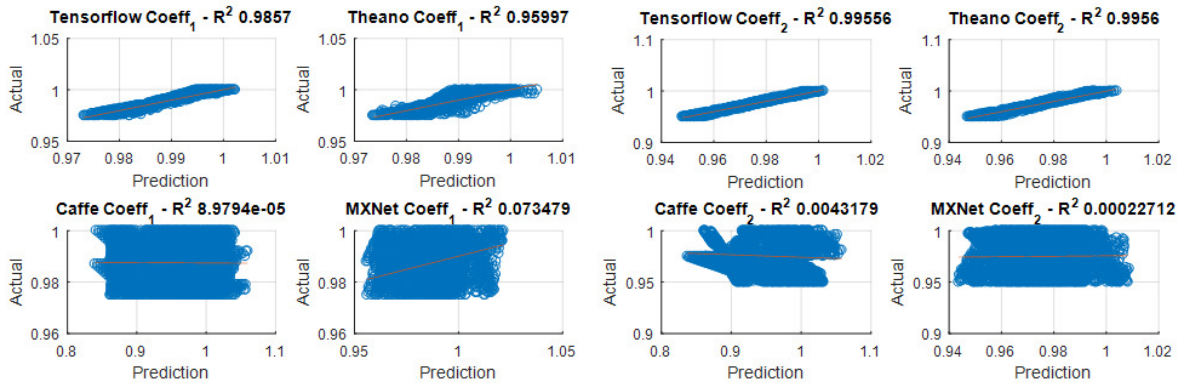 Tensorflow Coeff1 - R2 0.9857
1.05
1
0.95
Actual
0.97 0.98 0.99 1 1.01
Prediction
Theano Coeff1 - R2 0.95997
1.05
1
0.95
Actual
0.97 0.98 0.99 1 1.01
Prediction
Tensorflow Coeff2 - R2 0.99556
1.1
1
0.9
Actual
0.94 0.96 0.98 1 1.02
Prediction
Theano Coeff2 - R2 0.9956
1.1
1
0.9
Actual
0.94 0.96 0.98 1 1.02
Prediction
Caffe Coeff1 - R2 8.9794e-05
1
0.98
0.96
Actual
0.8 0.9 1 1.1
Prediction
MXNet Coeff1 - R2 0.073479
1
0.98
0.96
Actual
0.95 1 1.05
Prediction
Caffe Coeff2 - R2 0.0043179
1
0.95
0.9
Actual
0.8 0.9 1 1.1
Prediction
MXNet Coeff2 - R2 0.00022712
1
0.95
0.9
Actual
0.94 0.96 0.98 1 1.02
Prediction